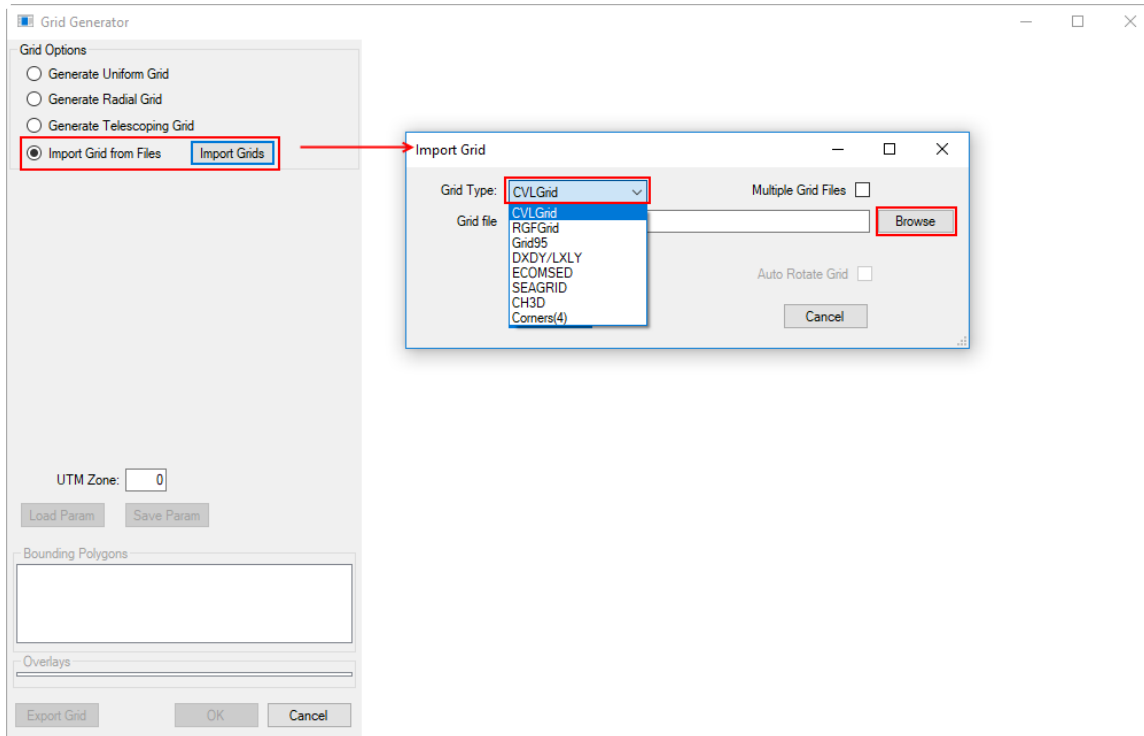 Grid Generator
Grid Options
Generate Uniform Grid
Generate Radial Grid
Generate Telescoping Grid
Import Grid from Files
Import Grids
UTM Zone:
0
Load Param
Save Param
Bounding Polygons
Overlays
Export Grid
OK
Cancel
Import Grid
Grid Type:
CVLGrid
Multiple Grid Files
Grid file
Browse
CVLGrid
RGFGrid
Grid95
DXDY/LXLY
ECOMSED
SEAGRID
CH3D
Corners(4)
Auto Rotate Grid
Cancel